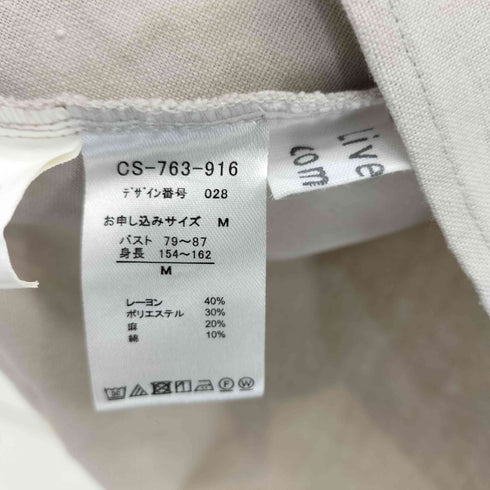 CS-763-916
デザイン番号 028
お申し込みサイズ M
バスト 79~87
身長 154~162
M
レーヨン 40%
ポリエステル 30%
麻 20%
綿 10%
Live
com